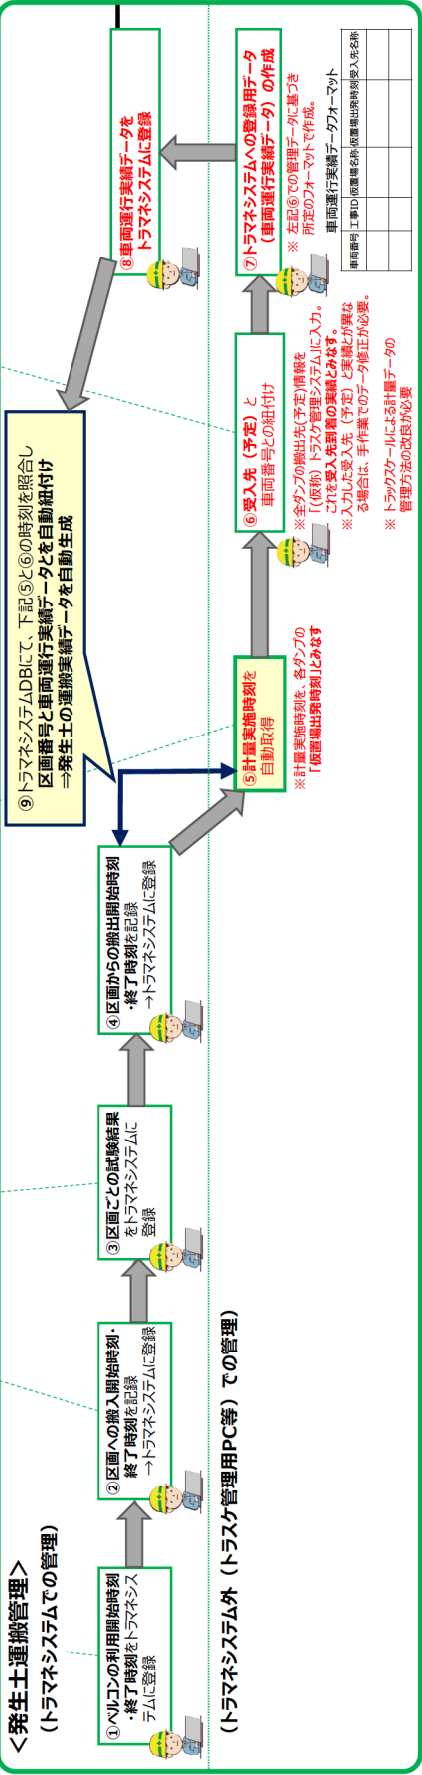 ＜発生土運搬管理＞
（トラマネシステムでの管理）
①ベルコンの利用開始時刻
・終了時刻をトラマネシス
テムに登録
②区画への搬入開始時刻・
終了時刻を記録
→トラマネシステムに登録
③区画ごとの試験結果
をトラマネシステムに
登録
④区画からの搬出開始時刻
・終了時刻を記録
→トラマネシステムに登録
（トラマネシステム外（トラスケ管理用PC等）での管理）
⑤計量実施時刻を
自動取得
※計量実施時刻を、各ダンプの
「仮置場出発時刻」とみなす
⑥受入先（予定）と
車両番号との紐付け
※全ダンプの搬出先(予定)情報を
「(仮称)トラスケ管理システム」に入力。
これを受入先到着の実績とみなす。
※入力した受入先（予定）と実績とが異な
る場合は、手作業でのデータ修正が必要。
※ トラックスケールによる計量データの
管理方法の改良が必要
⑦トラマネシステムへの登録用データ
（車両運行実績データ）の作成
※ 左記⑥での管理データに基づき
所定のフォーマットで作成。
車両運行実績データフォーマット
車両番号 工事ID 仮置場名称 仮置場出発時刻 受入先名称
⑧車両運行実績データを
トラマネシステムに登録
⑨トラマネシステムDBにて、下記⑤と⑥の時刻を照合し
区画番号と車両運行実績データとを自動紐付け
⇒発生土の運搬実績データを自動生成